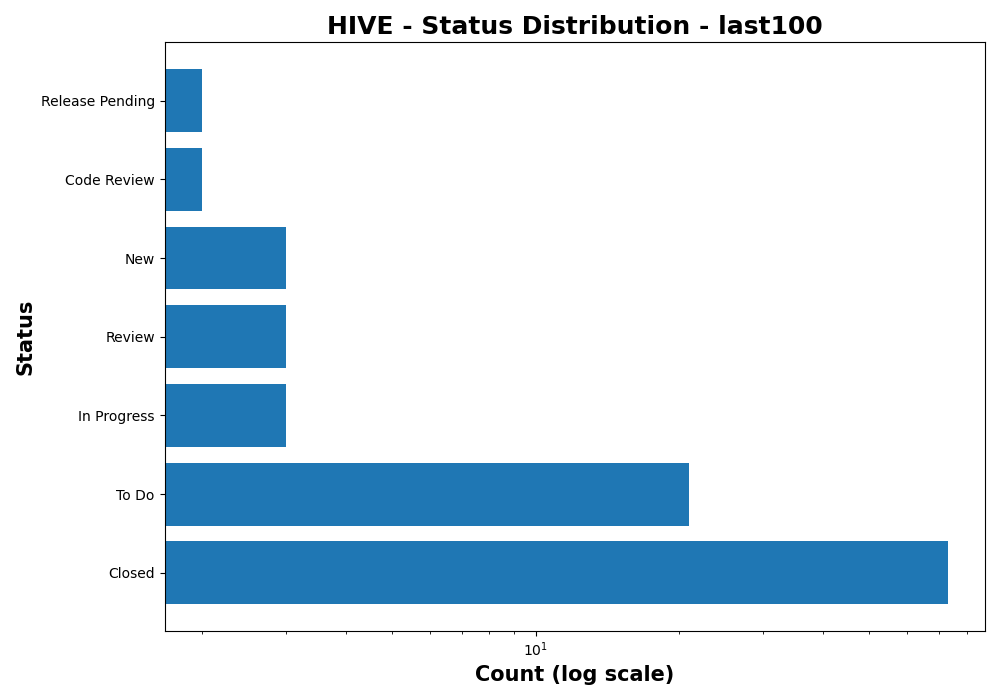 HIVE - Status Distribution - last100
Release Pending
Code Review
New
Review
In Progress
To Do
Closed
Status
10¹
Count (log scale)